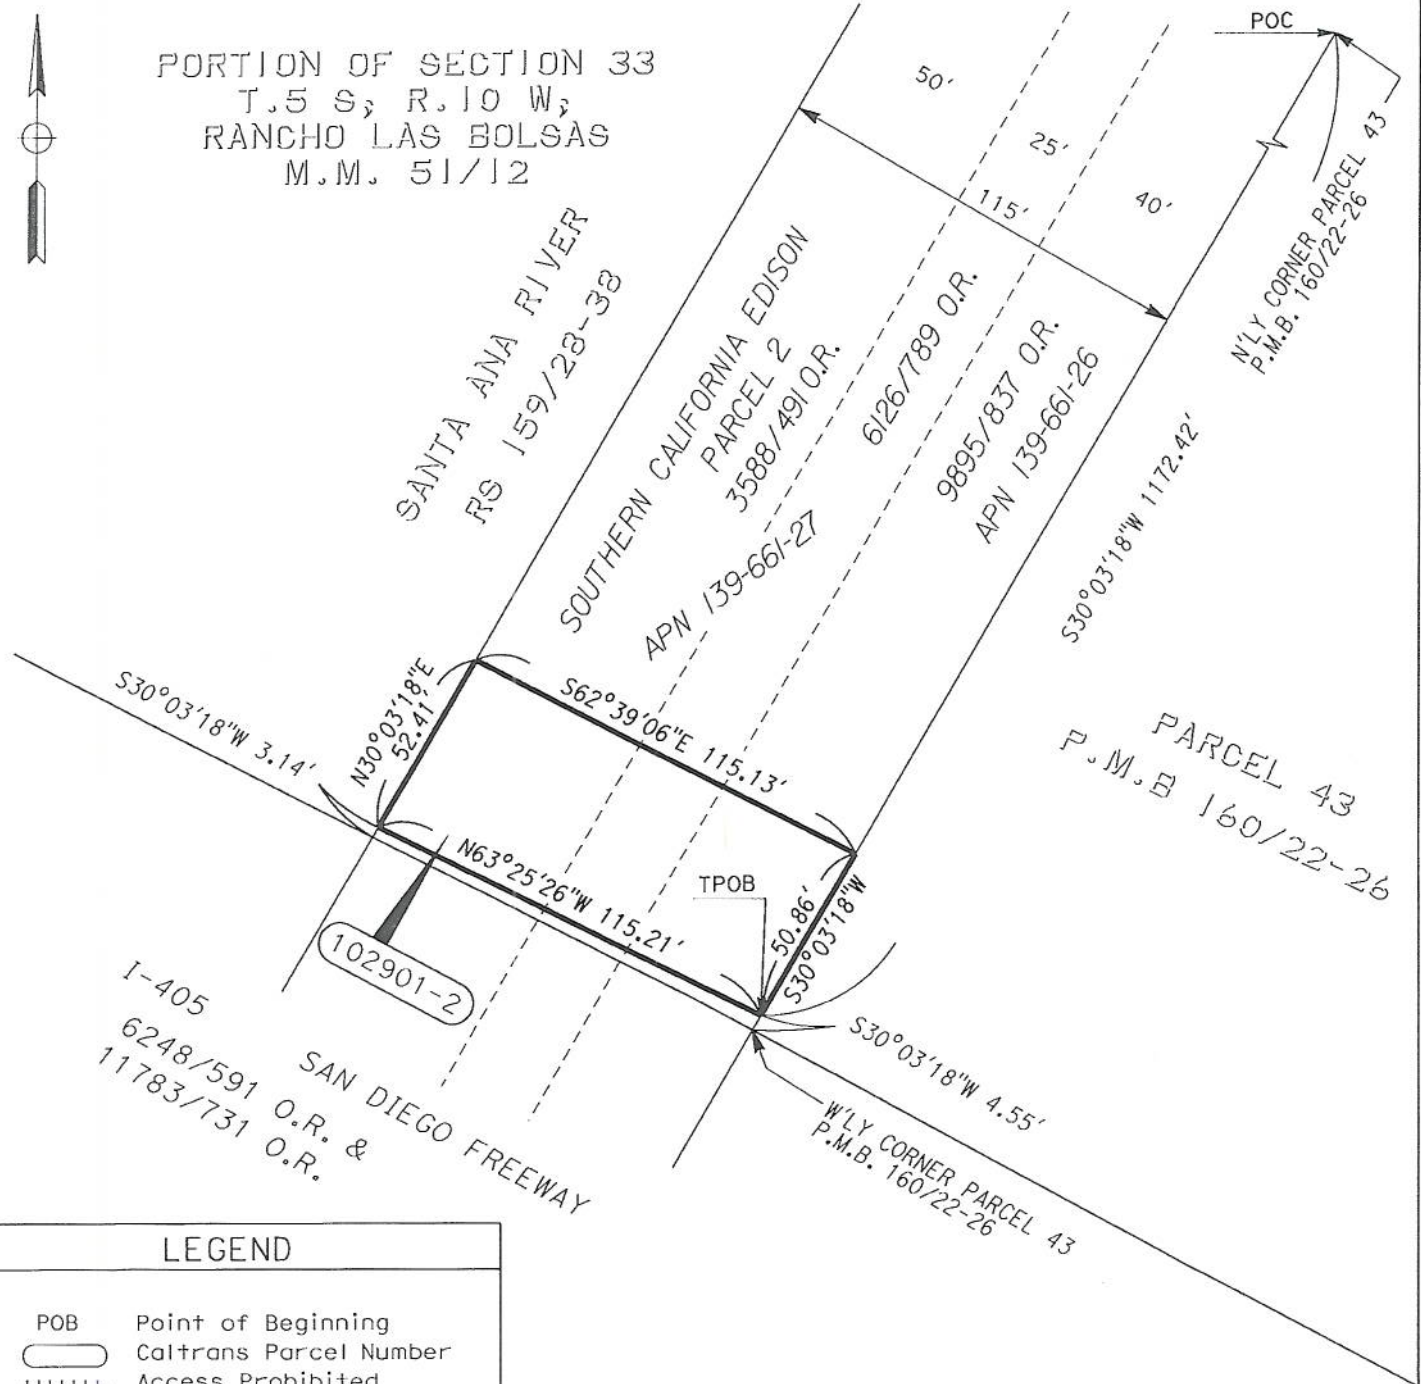 PORTION OF SECTION 33
T.5 S; R.10 W;
RANCHO LAS BOLSAS
M.M. 51/12
POC
50'
25'
115'
40'
N'LY CORNER PARCEL 43
P.M.B. 160/22-26
SANTA ANA RIVER
RS 159/23-33
SOUTHERN CALIFORNIA EDISON
PARCEL 2
3588/491 O.R.
6126/789 O.R.
9895/837 O.R.
APN 139-661-26
APN 139-661-27
S30°03'18"W 1172.42'
S30°03'18"W 3.14'
N30°03'18"E
52.41'
S62°39'06"E 115.13'
PARCEL 43
P.M.B 160/22-26
N63°25'26"W 115.21'
TPOB
50.86'
S30°03'18"W
102901-2
S30°03'18"W 4.55'
W'LY CORNER PARCEL 43
P.M.B. 160/22-26
I-405
6248/591 O.R. &
11783/731 O.R.
SAN DIEGO FREEWAY
LEGEND
POB Point of Beginning
Caltrans Parcel Number
Access Prohibited